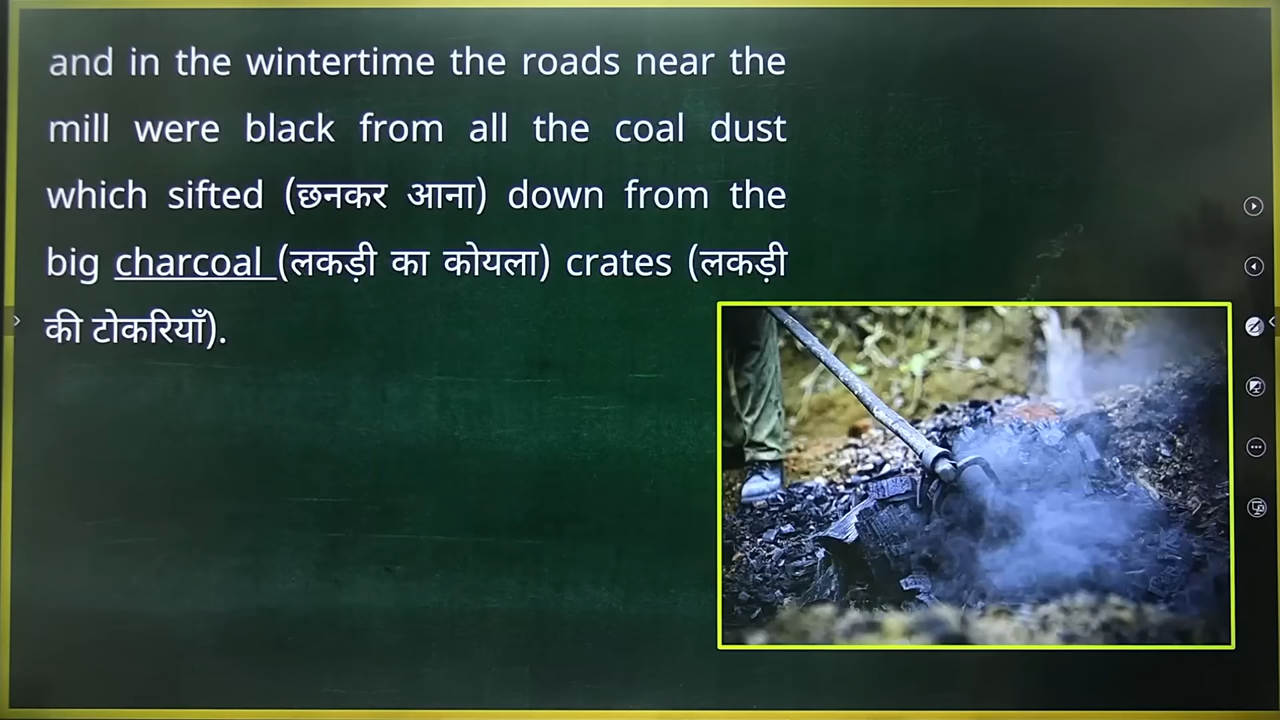 and in the wintertime the roads near the
mill were black from all the coal dust
which sifted (छनकर आना) down from the
big charcoal (लकड़ी का कोयला) crates (लकड़ी
की टोकरियाँ).